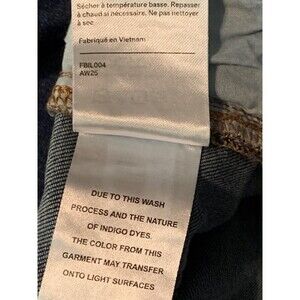 Sécher à température basse. Repasser
à chaud si nécessaire. Ne pas nettoyer
à sec
Fabriqué en Vietnam
FBIL004
AW25
DUE TO THIS WASH
PROCESS AND THE NATURE
OF INDIGO DYES.
THE COLOR FROM THIS
GARMENT MAY TRANSFER
ONTO LIGHT SURFACES